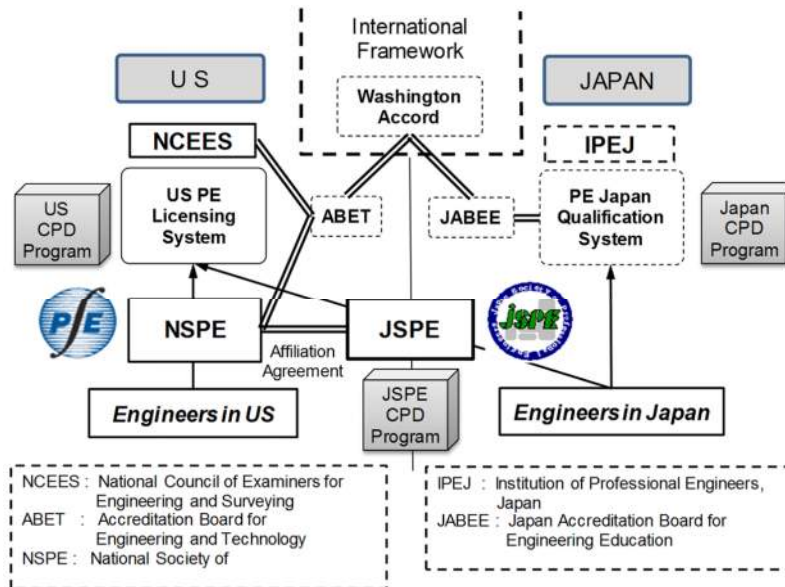 International
Framework
U S
JAPAN
Washington
Accord
NCEES
IPEJ
US
CPD
Program
US PE
Licensing
System
ABET
JABEE
PE Japan
Qualification
System
Japan
CPD
Program
PSE
NSPE
JSPE
jSPE
Affiliation
Agreement
Engineers in US
JSPE
CPD
Program
Engineers in Japan
NCEES : National Council of Examiners for
Engineering and Surveying
ABET : Accreditation Board for
Engineering and Technology
NSPE : National Society of
IPEJ : Institution of Professional Engineers,
Japan
JABEE : Japan Accreditation Board for
Engineering Education